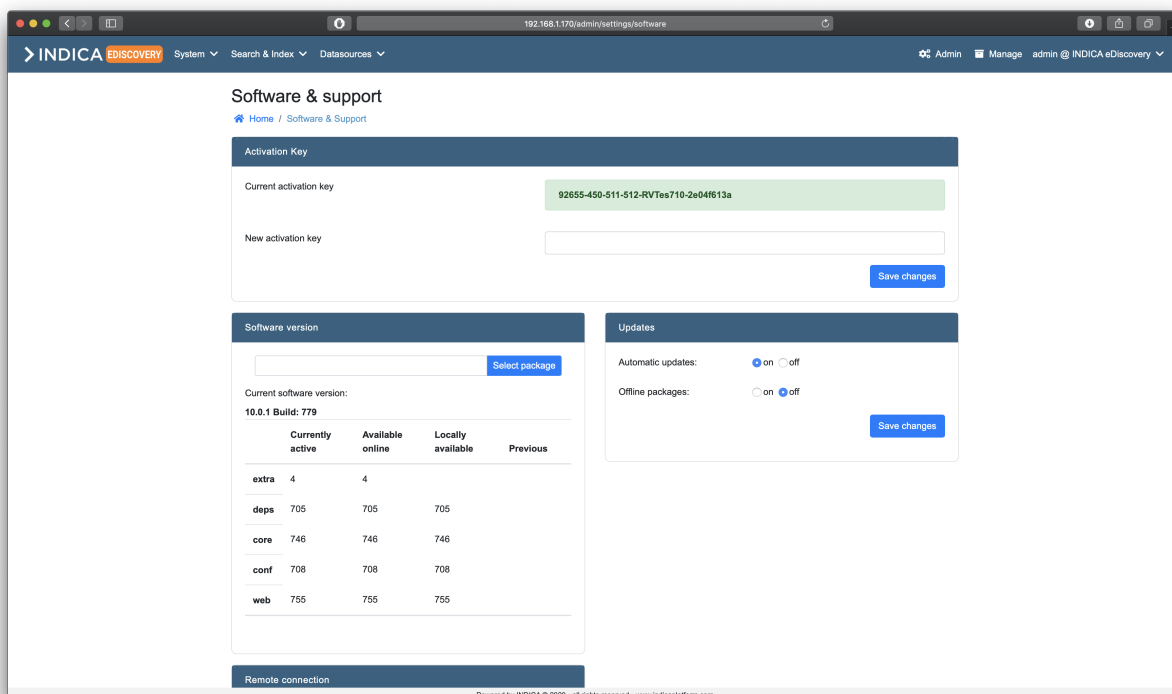 192.168.1.170/admin/settings/software
INDICA EDISCOVERY System Search & Index Datasources Admin Manage admin @ INDICA eDiscovery
Software & support
Home / Software & Support
Activation Key
Current activation key
92655-450-511-512-RVTes710-2e04f613a
New activation key
Save changes
Software version
Select package
Current software version:
10.0.1 Build: 779
Currently active Available online Locally available Previous
extra 4 4
deps 705 705 705
core 746 746 746
conf 708 708 708
web 755 755 755
Updates
Automatic updates: on off
Offline packages: on off
Save changes
Remote connection